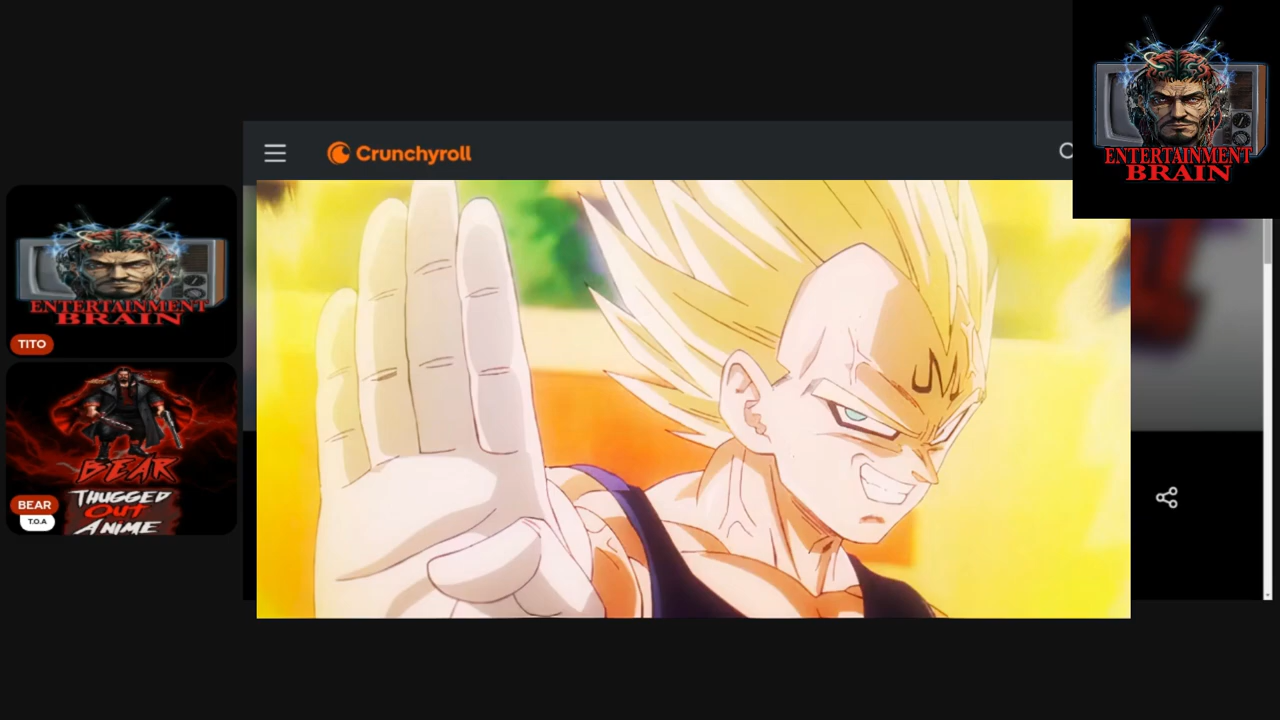 ENTERTAINMENT
BRAIN
Crunchyroll
ENTERTAINMENT
BRAIN
TITO
M
BEAR
BEAR
T.O.A
THUGGED
OUT
ANIME